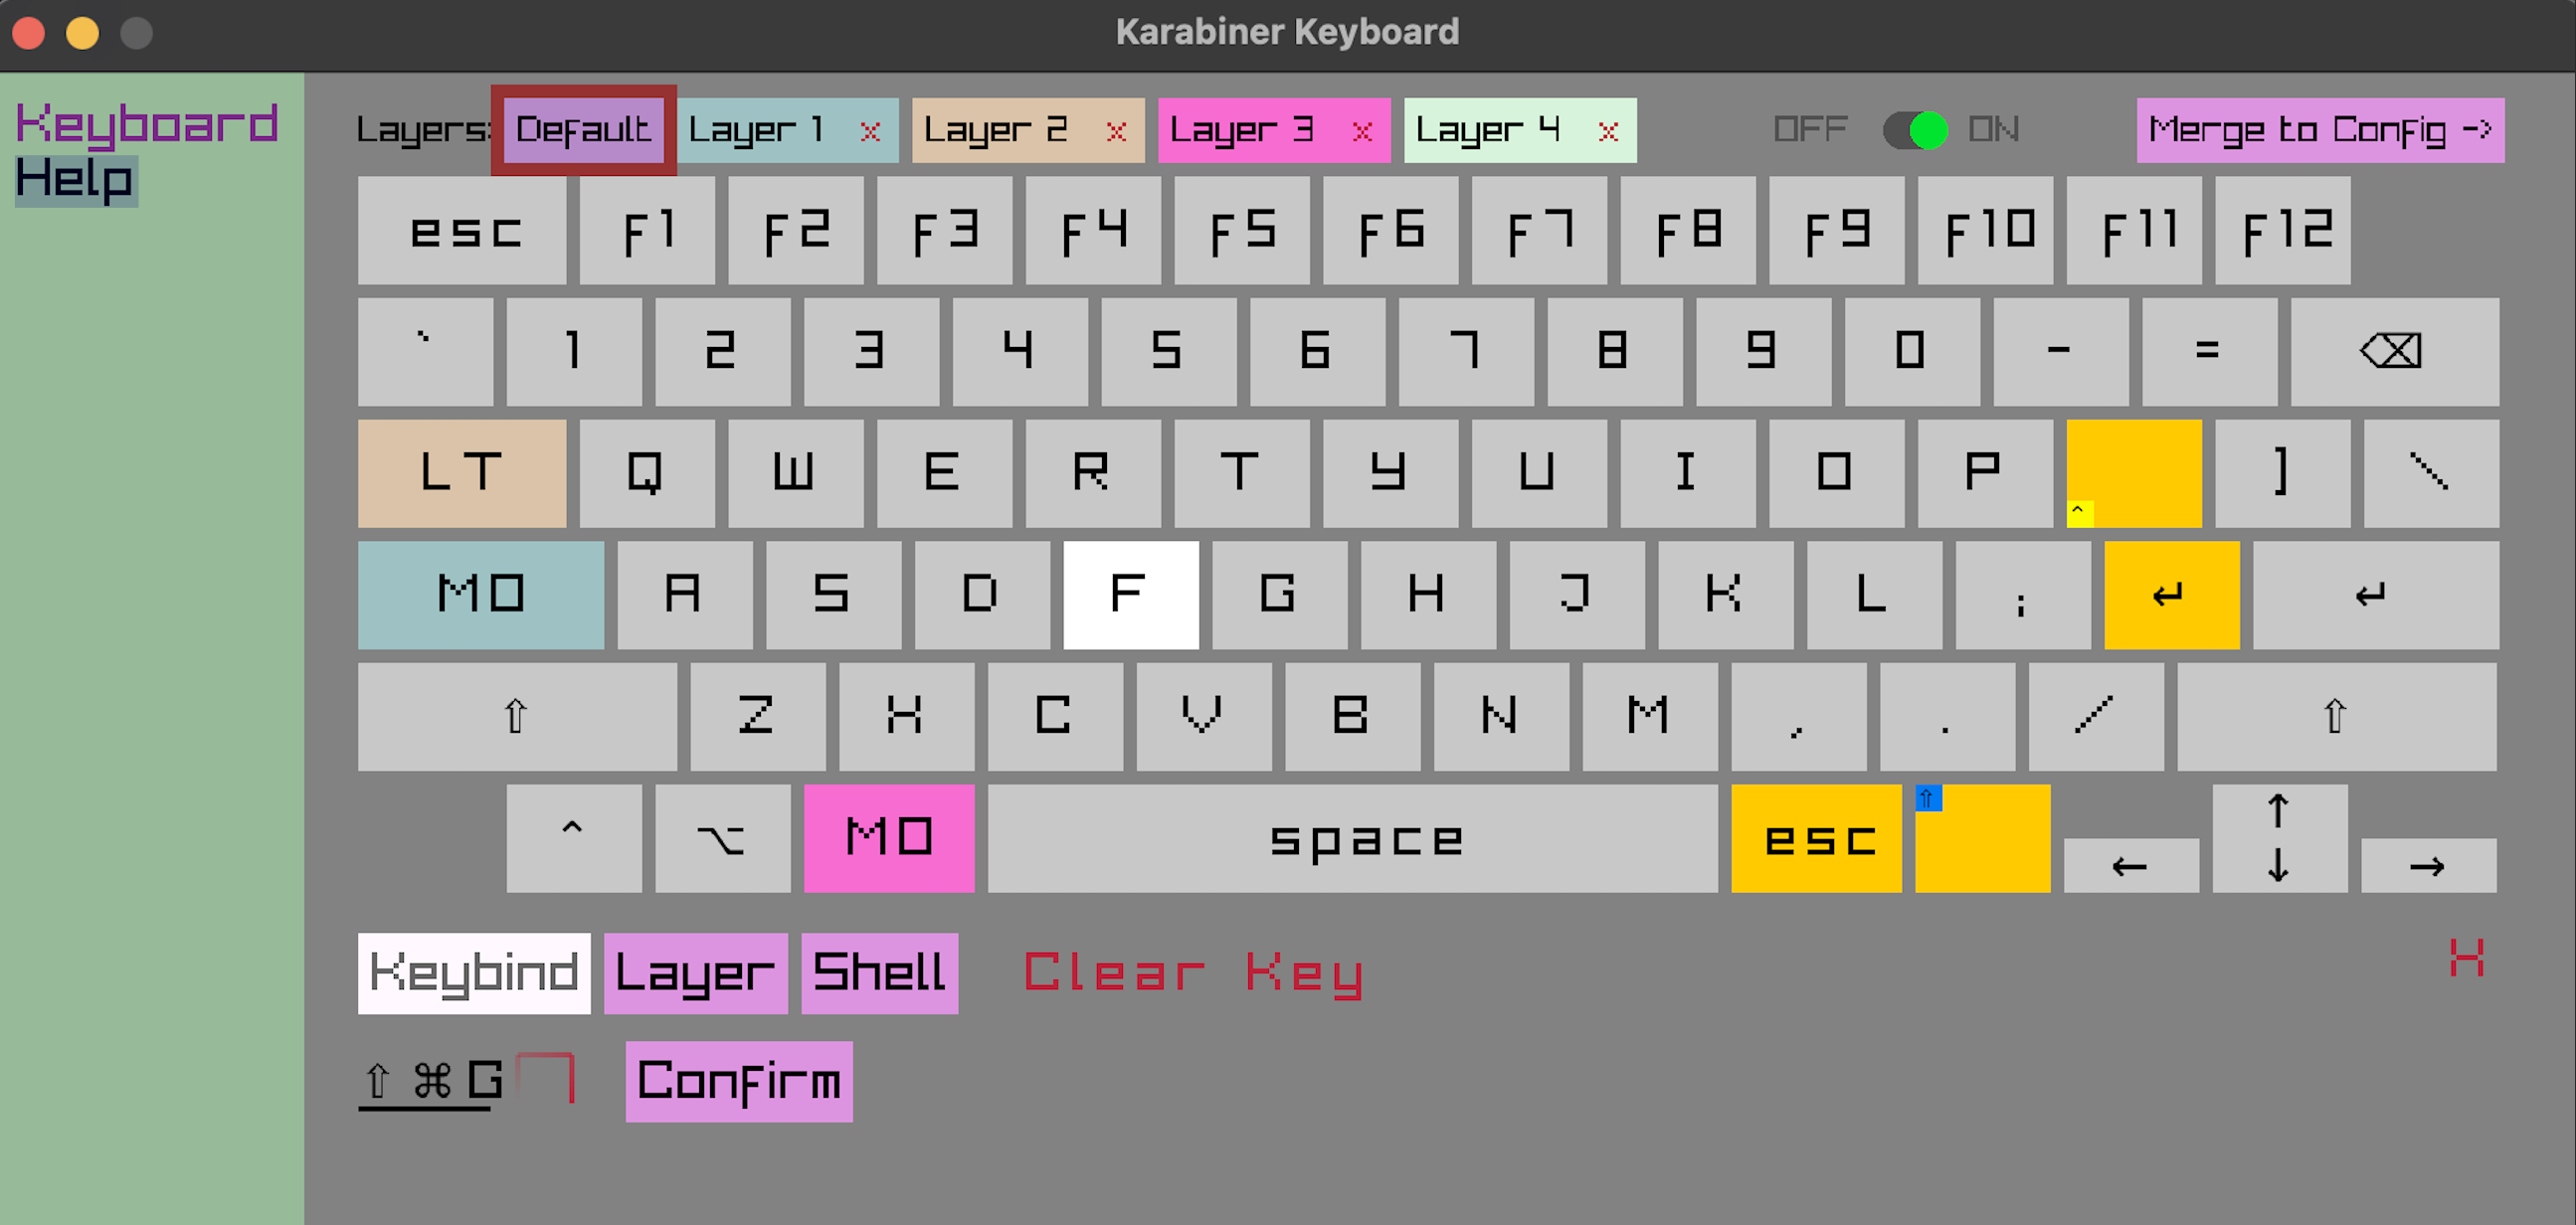 Karabiner Keyboard
Keyboard
Help
Layers: Default Layer 1 x Layer 2 x Layer 3 x Layer 4 x OFF ON Merge to Config ->
esc F1 F2 F3 F4 F5 F6 F7 F8 F9 F10 F11 F12
` 1 2 3 4 5 6 7 8 9 0 - = ⌫
LT Q W E R T Y U I O P ^ ] \
MO A S D F G H J K L ; ↵ ↵
⇧ Z X C V B N M , . / ⇧
^ ⌥ MO space esc ⇧ ← ↑ ↓ →
Keybind Layer Shell Clear Key X
⇧ ⌘ G Confirm